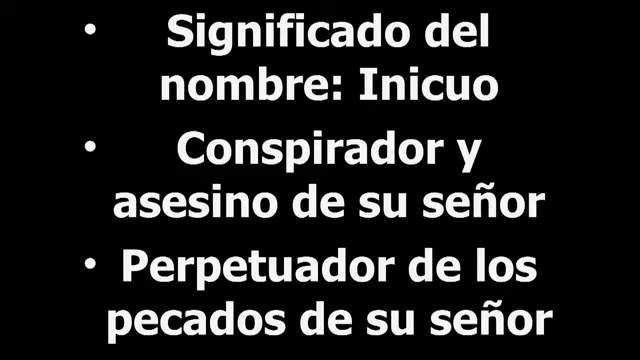 • Significado del
nombre: Inicuo
• Conspirador y
asesino de su señor
• Perpetuador de los
pecados de su señor